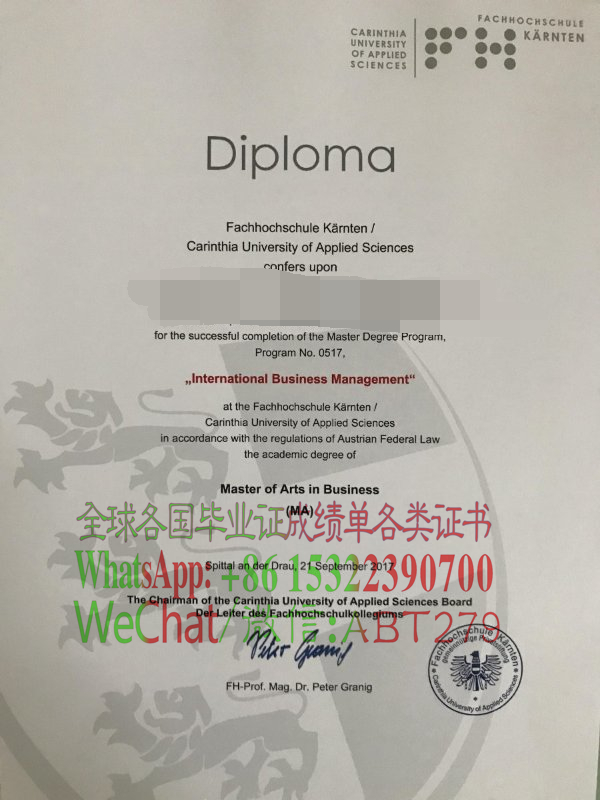 CARINTHIA
UNIVERSITY
OF APPLIED
SCIENCES
FACHHOCHSCHULE
KÄRNTEN
Diploma
Fachhochschule Kärnten /
Carinthia University of Applied Sciences
confers upon
for the successful completion of the Master Degree Program,
Program No. 0517,
„International Business Management“
at the Fachhochschule Kärnten /
Carinthia University of Applied Sciences
in accordance with the regulations of Austrian Federal Law
the academic degree of
Master of Arts in Business
(MA)
全球各国毕业证成绩单各类证书
Spittal an der Drau, 21 September 2017
WhatsApp: +86 15322390700
The Chairman of the Carinthia University of Applied Sciences Board
Der Leiter des Fachhochschulkollegiums
WeChat/微信:ABT279
Peter Granig
FH-Prof. Mag. Dr. Peter Granig
Fachhochschule Kärnten
gemeinnützige Privatstiftung
Carinthia University of Applied Sciences